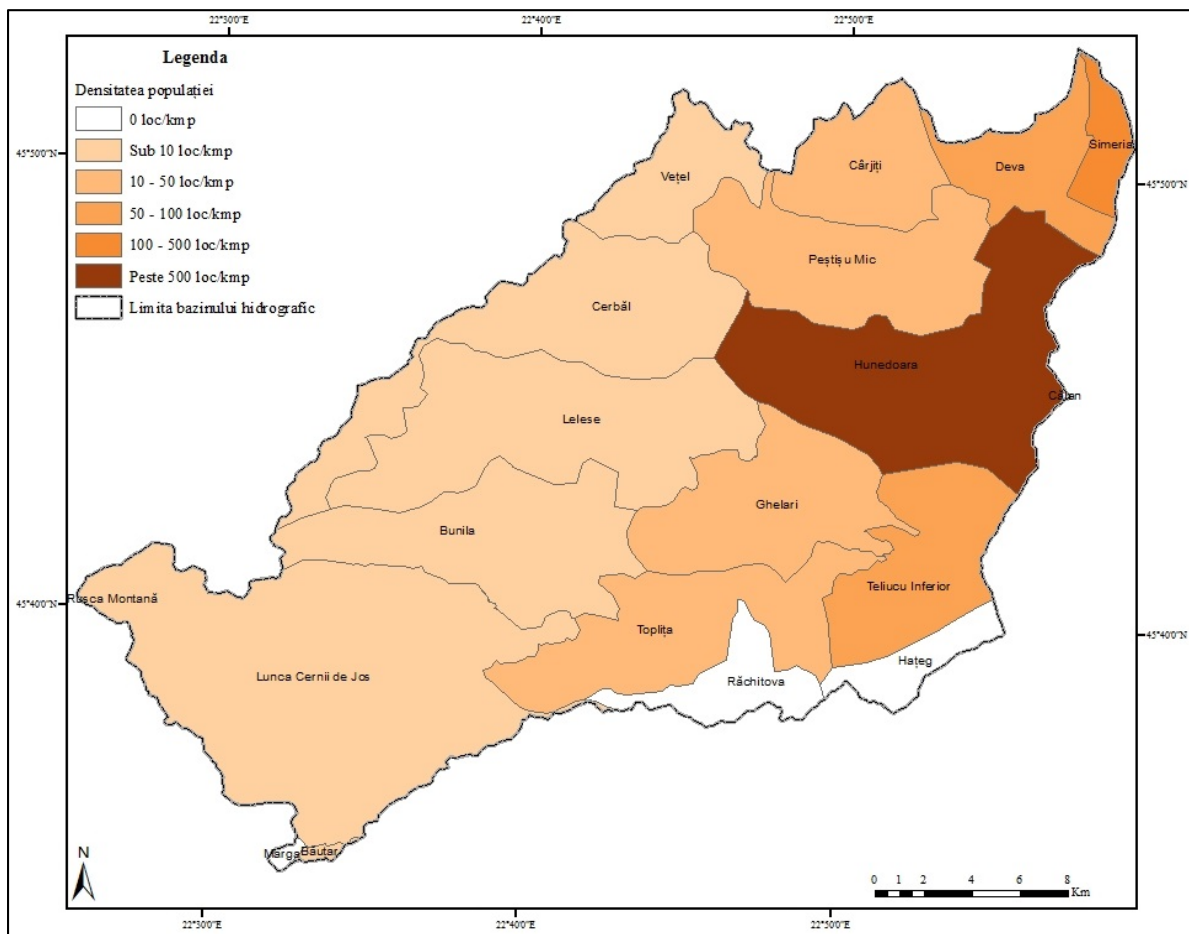 22°30'0"E
22°40'0"E
22°50'0"E
Legenda
Densitatea populației
0 loc/kmp
Sub 10 loc/kmp
10 - 50 loc/kmp
50 - 100 loc/kmp
100 - 500 loc/kmp
Peste 500 loc/kmp
Limita bazinului hidrografic
45°50'0"N
45°50'0"N
Simeria
Deva
Cârjiți
Vețel
Peștișu Mic
Cerbăl
Hunedoara
Călan
Lelese
Ghelari
Bunila
Teliucu Inferior
Rusca Montană
45°40'0"N
45°40'0"N
Toplița
Hațeg
Răchitova
Lunca Cernii de Jos
Marga
Băuțar
N
0 1 2 4 6 8
Km
22°30'0"E
22°40'0"E
22°50'0"E